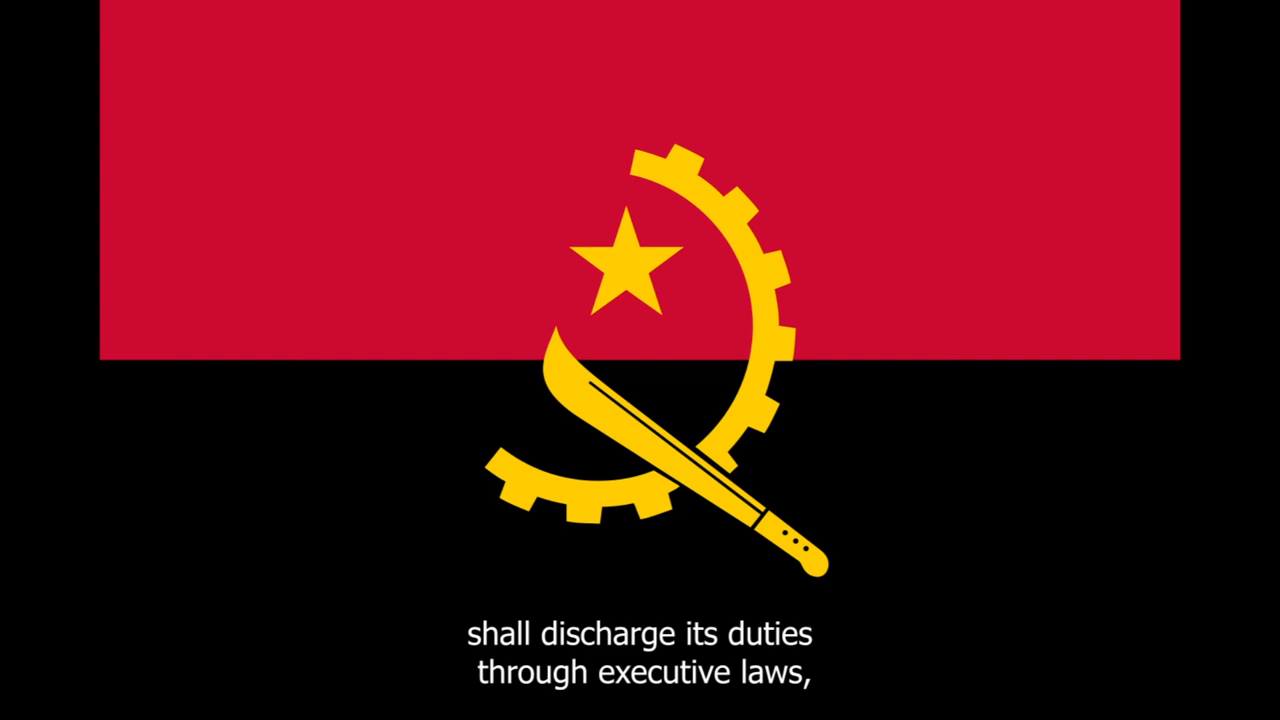 shall discharge its duties
through executive laws,